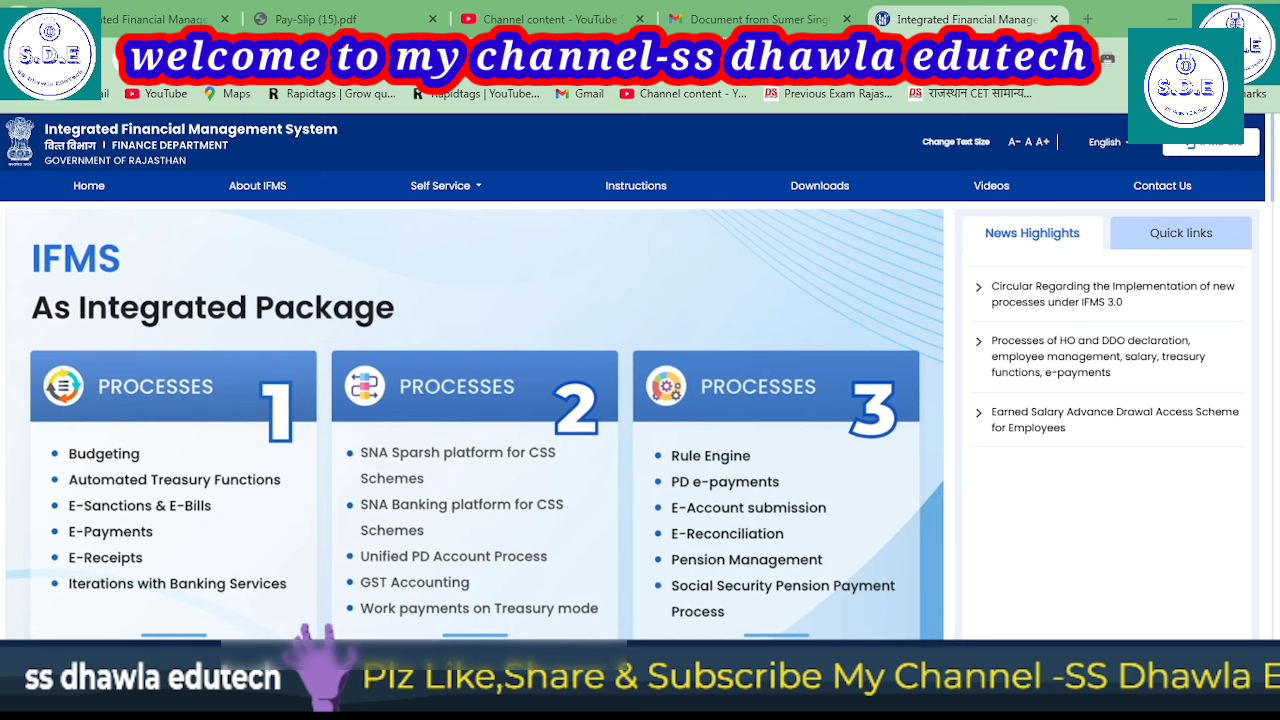 ated Financial Manage
Pay-Slip (15).pdf
Channel content - YouTube S
Document from Sumer Sing
Integrated Financial Manage
welcome to my channel-ss dhawla edutech
S.D.E
S.D.E
YouTube
Maps
Rapidtags | Grow qu...
Rapidtags | YouTube...
Gmail
Channel content - Y...
Previous Exam Rajas...
राजस्थान CET सामान्य...
Integrated Financial Management System
वित्त विभाग | FINANCE DEPARTMENT
GOVERNMENT OF RAJASTHAN
Change Text Size
A- A A+
English
Home
About IFMS
Self Service
Instructions
Downloads
Videos
Contact Us
IFMS
As Integrated Package
PROCESSES 1
Budgeting
Automated Treasury Functions
E-Sanctions & E-Bills
E-Payments
E-Receipts
Iterations with Banking Services
PROCESSES 2
SNA Sparsh platform for CSS
Schemes
SNA Banking platform for CSS
Schemes
Unified PD Account Process
GST Accounting
Work payments on Treasury mode
PROCESSES 3
Rule Engine
PD e-payments
E-Account submission
E-Reconciliation
Pension Management
Social Security Pension Payment
Process
News Highlights
Quick links
Circular Regarding the Implementation of new
processes under IFMS 3.0
Processes of HO and DDO declaration,
employee management, salary, treasury
functions, e-payments
Earned Salary Advance Drawal Access Scheme
for Employees
ss dhawla edutech
Plz Like,Share & Subscribe My Channel -SS Dhawla E